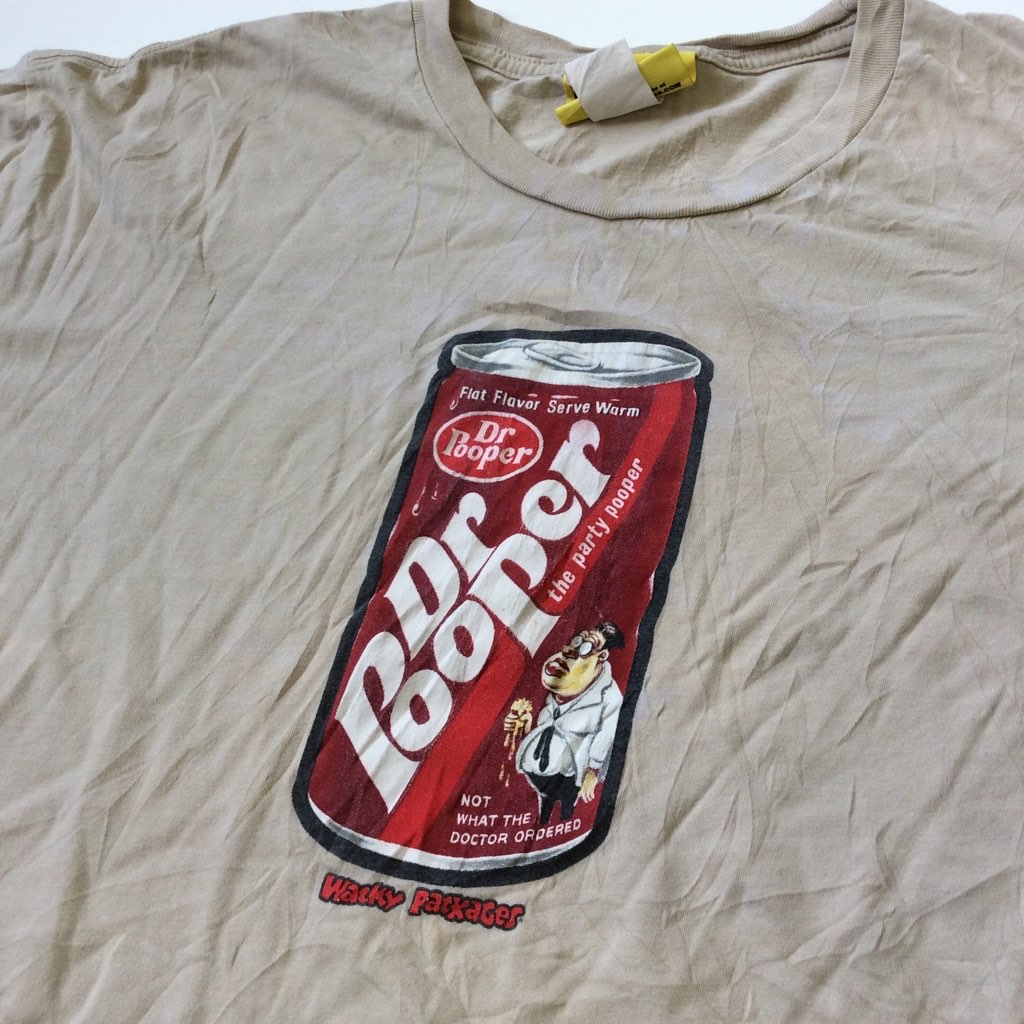 Flat Flavor Serve Warm
Dr
Pooper
Dr
Pooper
the party pooper
NOT
WHAT THE
DOCTOR ORDERED
Wacky Packages